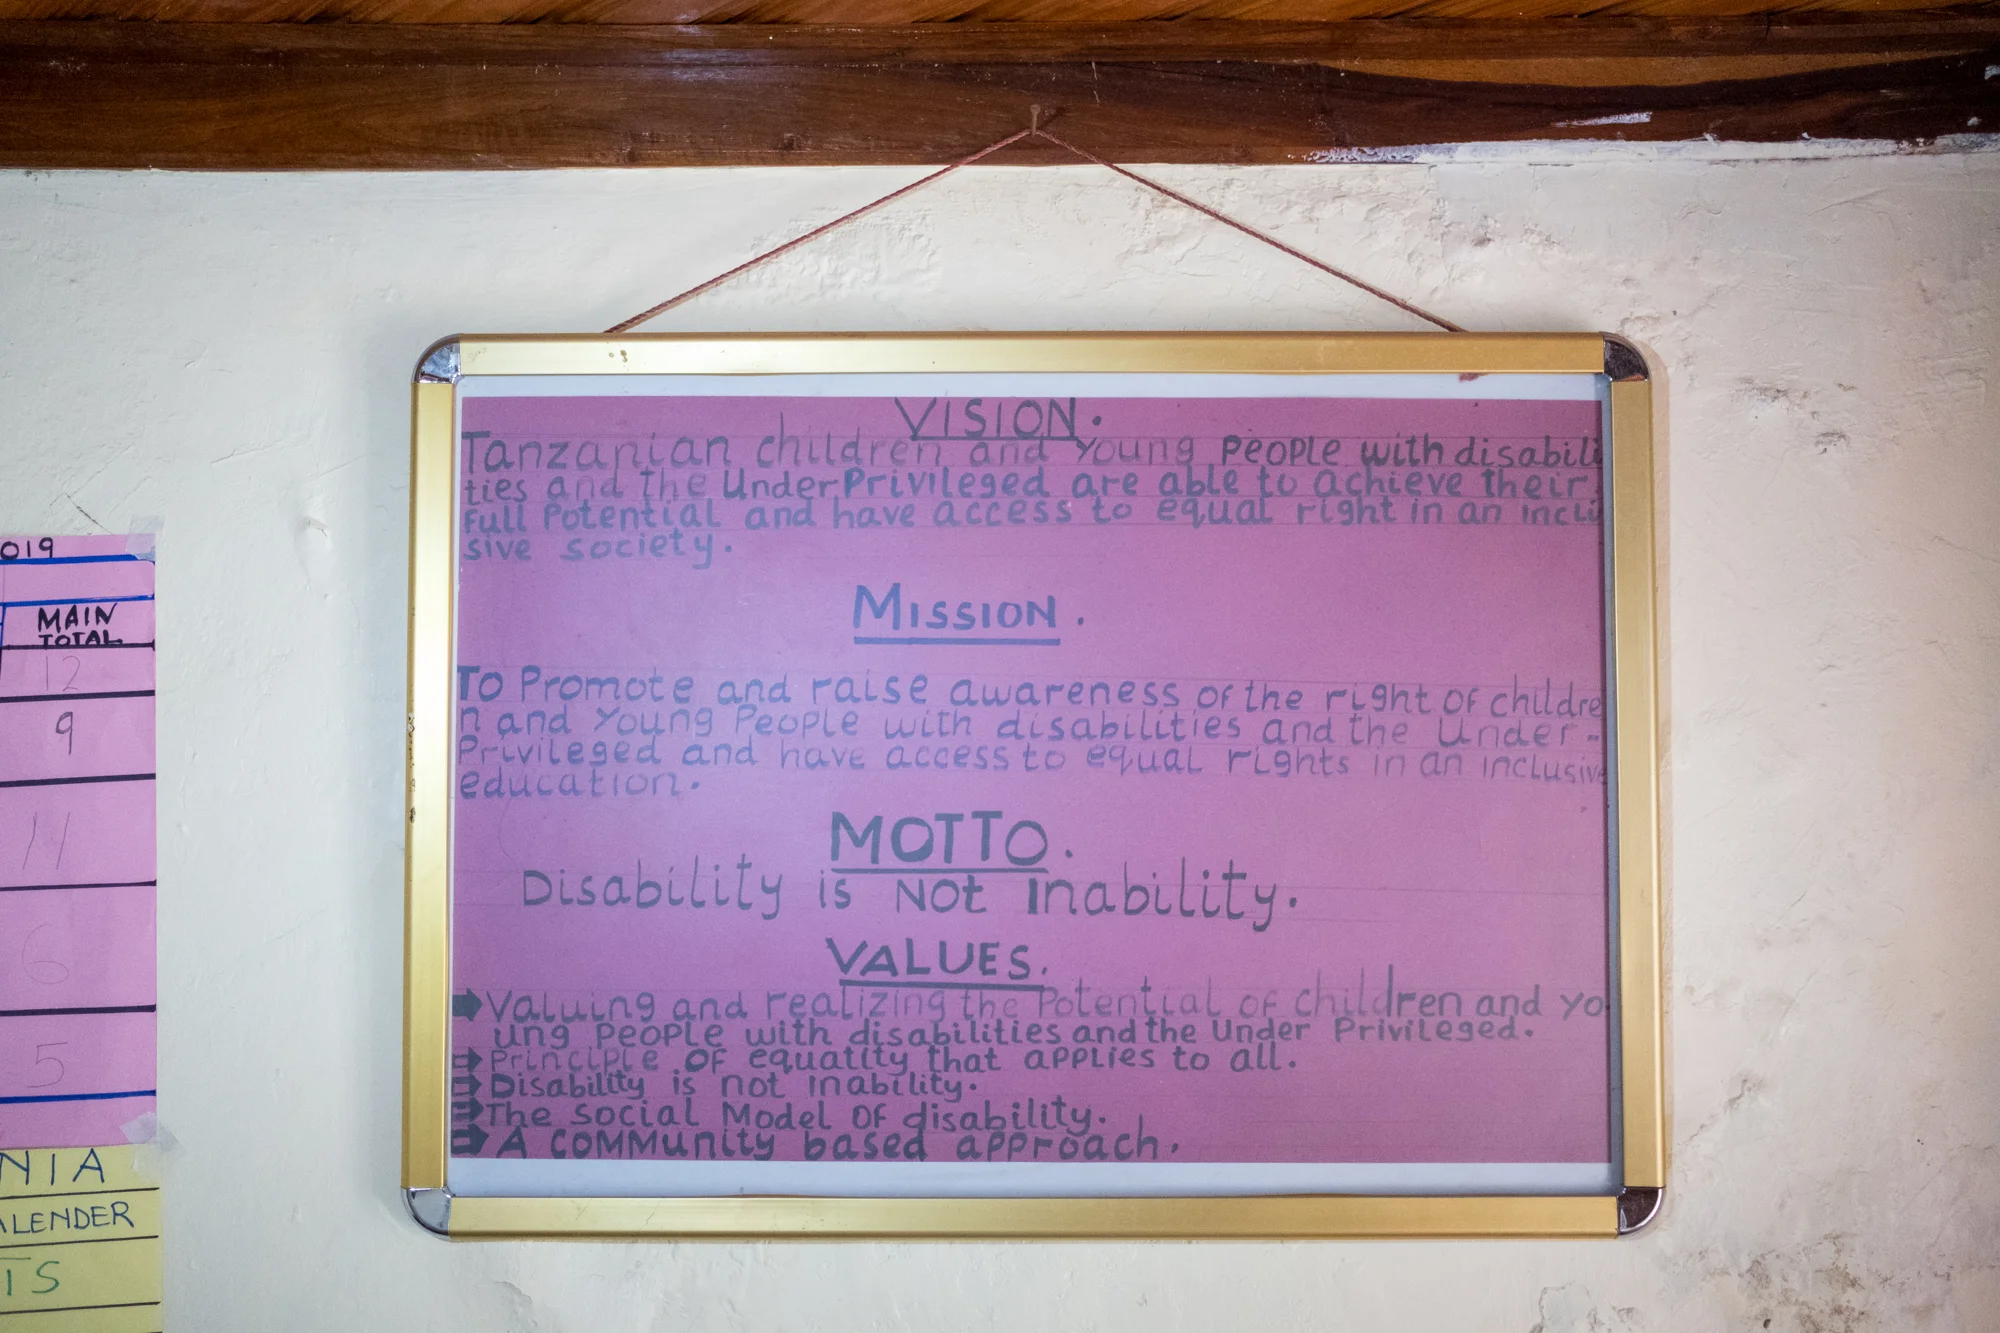 VISION.
Tanzanian children and Young People with disabili
ties and The UnderPrivileged are able to achieve Their
Full Potential and have access to equal right in an inclu
sive society.
MISSION.
To Promote and raise awareness of the right of childre
n and Young People with disabilities and the Under-
Privileged and have access to equal rights in an inclusive
education.
MOTTO.
Disability is Not Inability.
VALUES.
Valuing and realizing the Potential of children and yo
ung People with disabilities and the Under Privileged.
Principle of equatity that applies to all.
Disability is not inability.
The social Model of disability.
A community based approach.
019
MAIN
TOTAL
12
9
11
6
5
NIA
ALENDER
TS